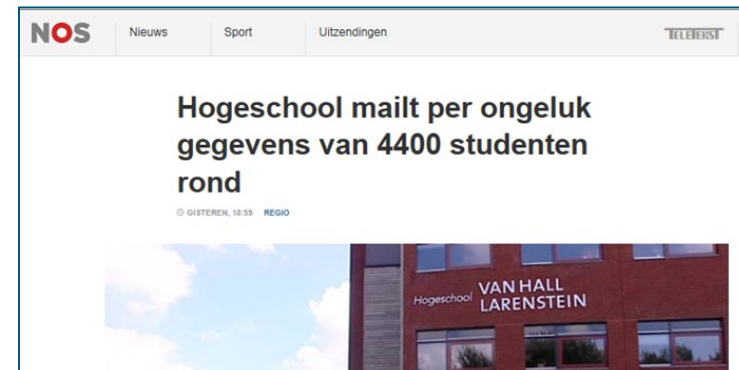 NOS Nieuws Sport Uitzendingen TELETEKST
Hogeschool mailt per ongeluk
gegevens van 4400 studenten
rond
GISTEREN, 18:59 REGIO
Hogeschool VAN HALL
LARENSTEIN